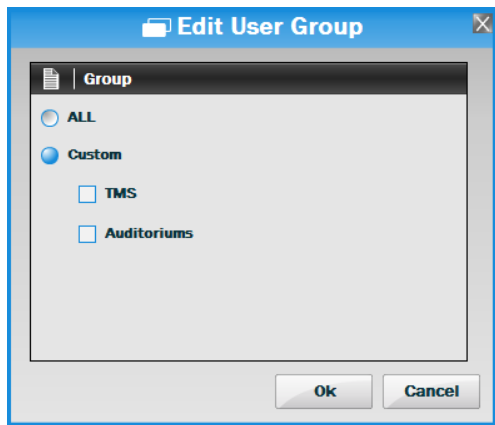 Edit User Group
Group
ALL
Custom
TMS
Auditoriums
Ok Cancel